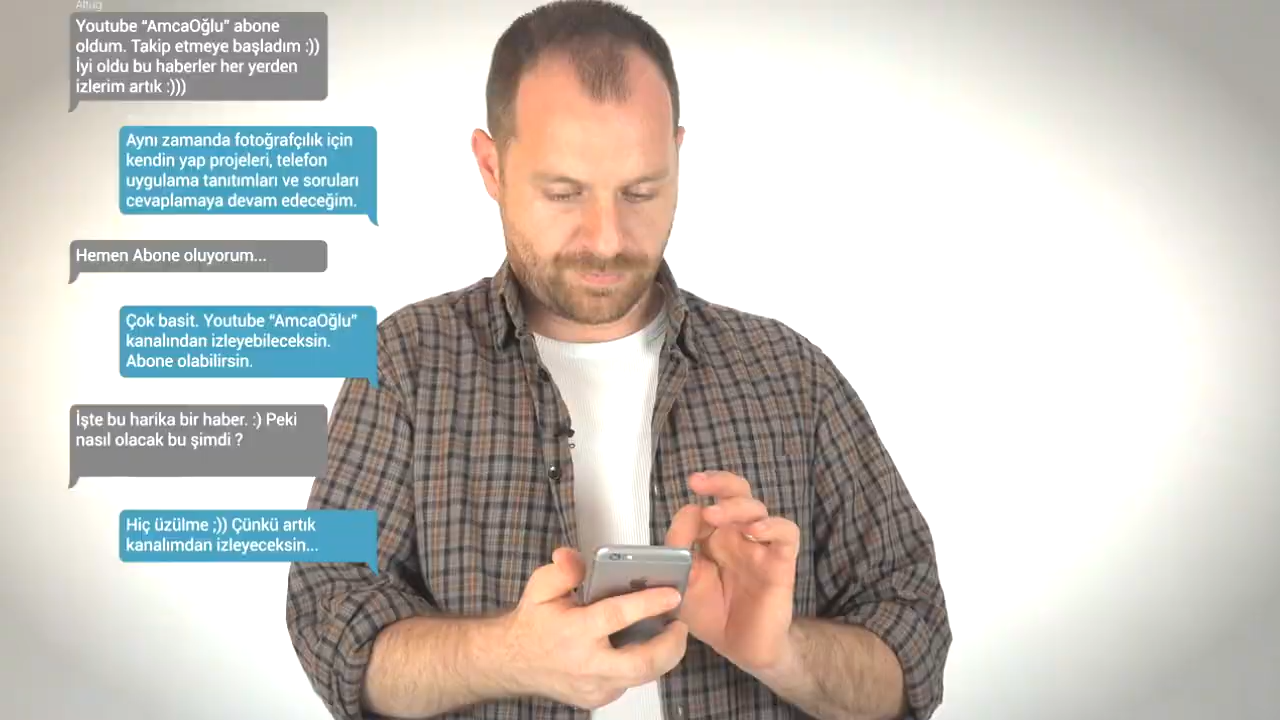 Altuğ
Youtube “AmcaOğlu” abone
oldum. Takip etmeye başladım :))
İyi oldu bu haberler her yerden
izlerim artık :)))
Aynı zamanda fotoğrafçılık için
kendin yap projeleri, telefon
uygulama tanıtımları ve soruları
cevaplamaya devam edeceğim.
Hemen Abone oluyorum...
Çok basit. Youtube “AmcaOğlu”
kanalından izleyebileceksin.
Abone olabilirsin.
İşte bu harika bir haber. :) Peki
nasıl olacak bu şimdi ?
Hiç üzülme ;)) Çünkü artık
kanalımdan izleyeceksin...